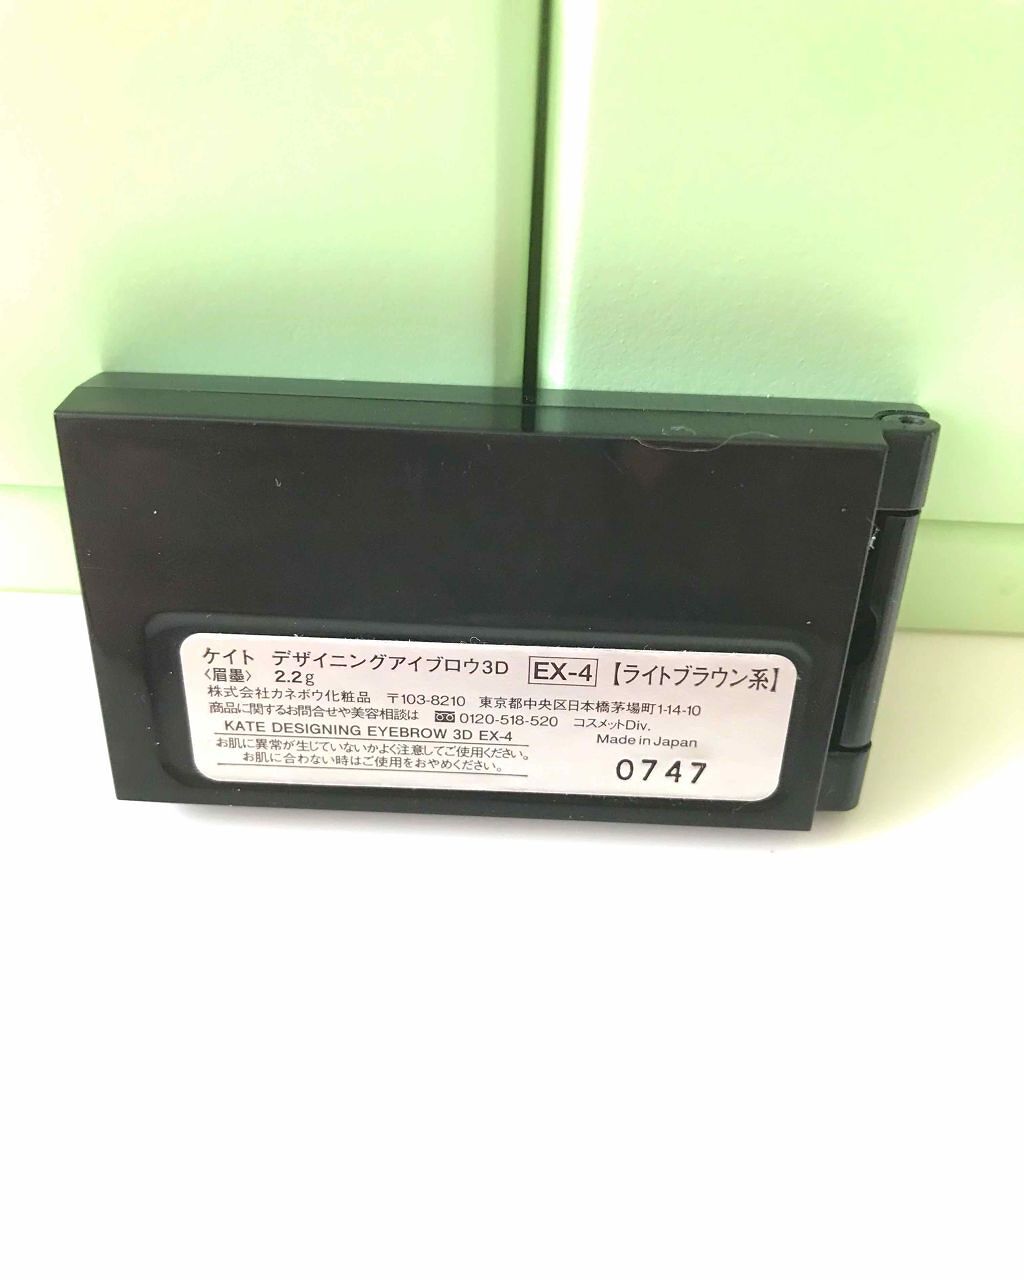 ケイト デザイニングアイブロウ3D EX-4 【ライトブラウン系】
〈眉墨〉 2.2g
株式会社カネボウ化粧品 〒103-8210 東京都中央区日本橋茅場町1-14-10
商品に関するお問合せや美容相談は 0120-518-520 コスメットDiv.
KATE DESIGNING EYEBROW 3D EX-4 Made in Japan
お肌に異常が生じていないかよく注意してご使用ください。
お肌に合わない時はご使用をおやめください。
0747